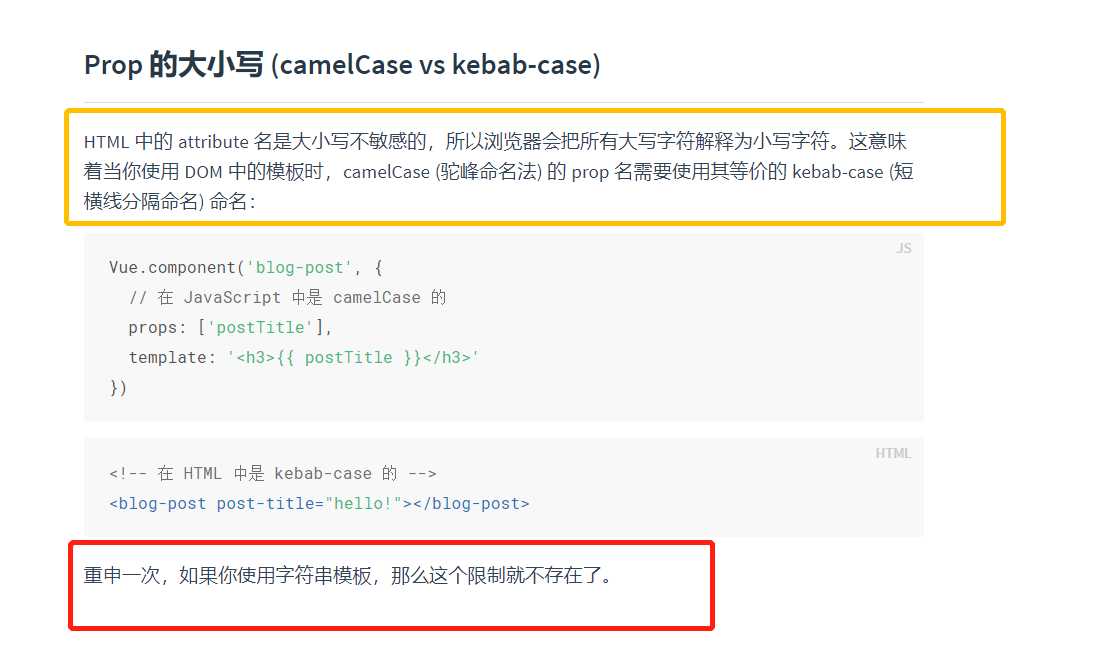 Prop 的大小写 (camelCase vs kebab-case)
HTML 中的 attribute 名是大小写不敏感的，所以浏览器会把所有大写字符解释为小写字符。这意味
着当你使用 DOM 中的模板时，camelCase (驼峰命名法) 的 prop 名需要使用其等价的 kebab-case (短
横线分隔命名) 命名：
JS
Vue.component('blog-post', {
  // 在 JavaScript 中是 camelCase 的
  props: ['postTitle'],
  template: '<h3>{{ postTitle }}</h3>'
})
HTML
<!-- 在 HTML 中是 kebab-case 的 -->
<blog-post post-title="hello!"></blog-post>
重申一次，如果你使用字符串模板，那么这个限制就不存在了。